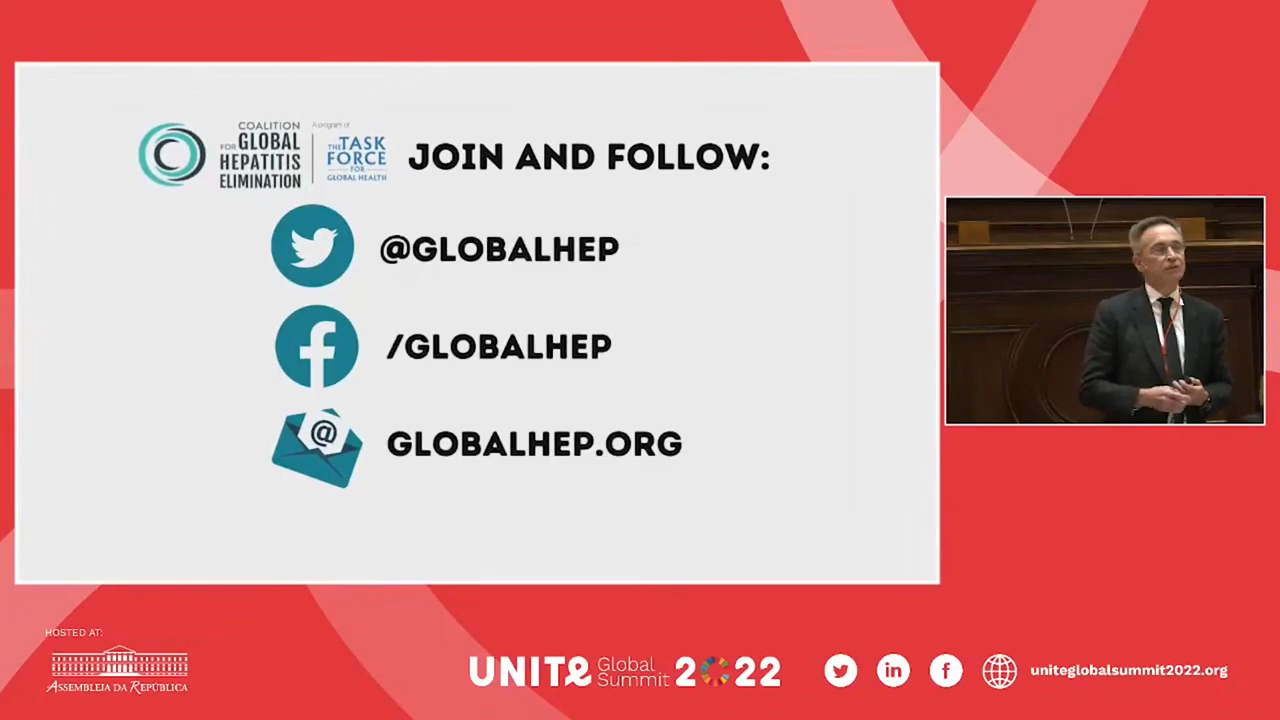 COALITION
FOR GLOBAL
HEPATITIS
ELIMINATION
A program of
THE TASK
FORCE
FOR
GLOBAL HEALTH
JOIN AND FOLLOW:
@GLOBALHEP
/GLOBALHEP
@
GLOBALHEP.ORG
HOSTED AT:
ASSEMBLEIA DA REPÚBLICA
UNITE Global
Summit 2022
uniteglobalsummit2022.org